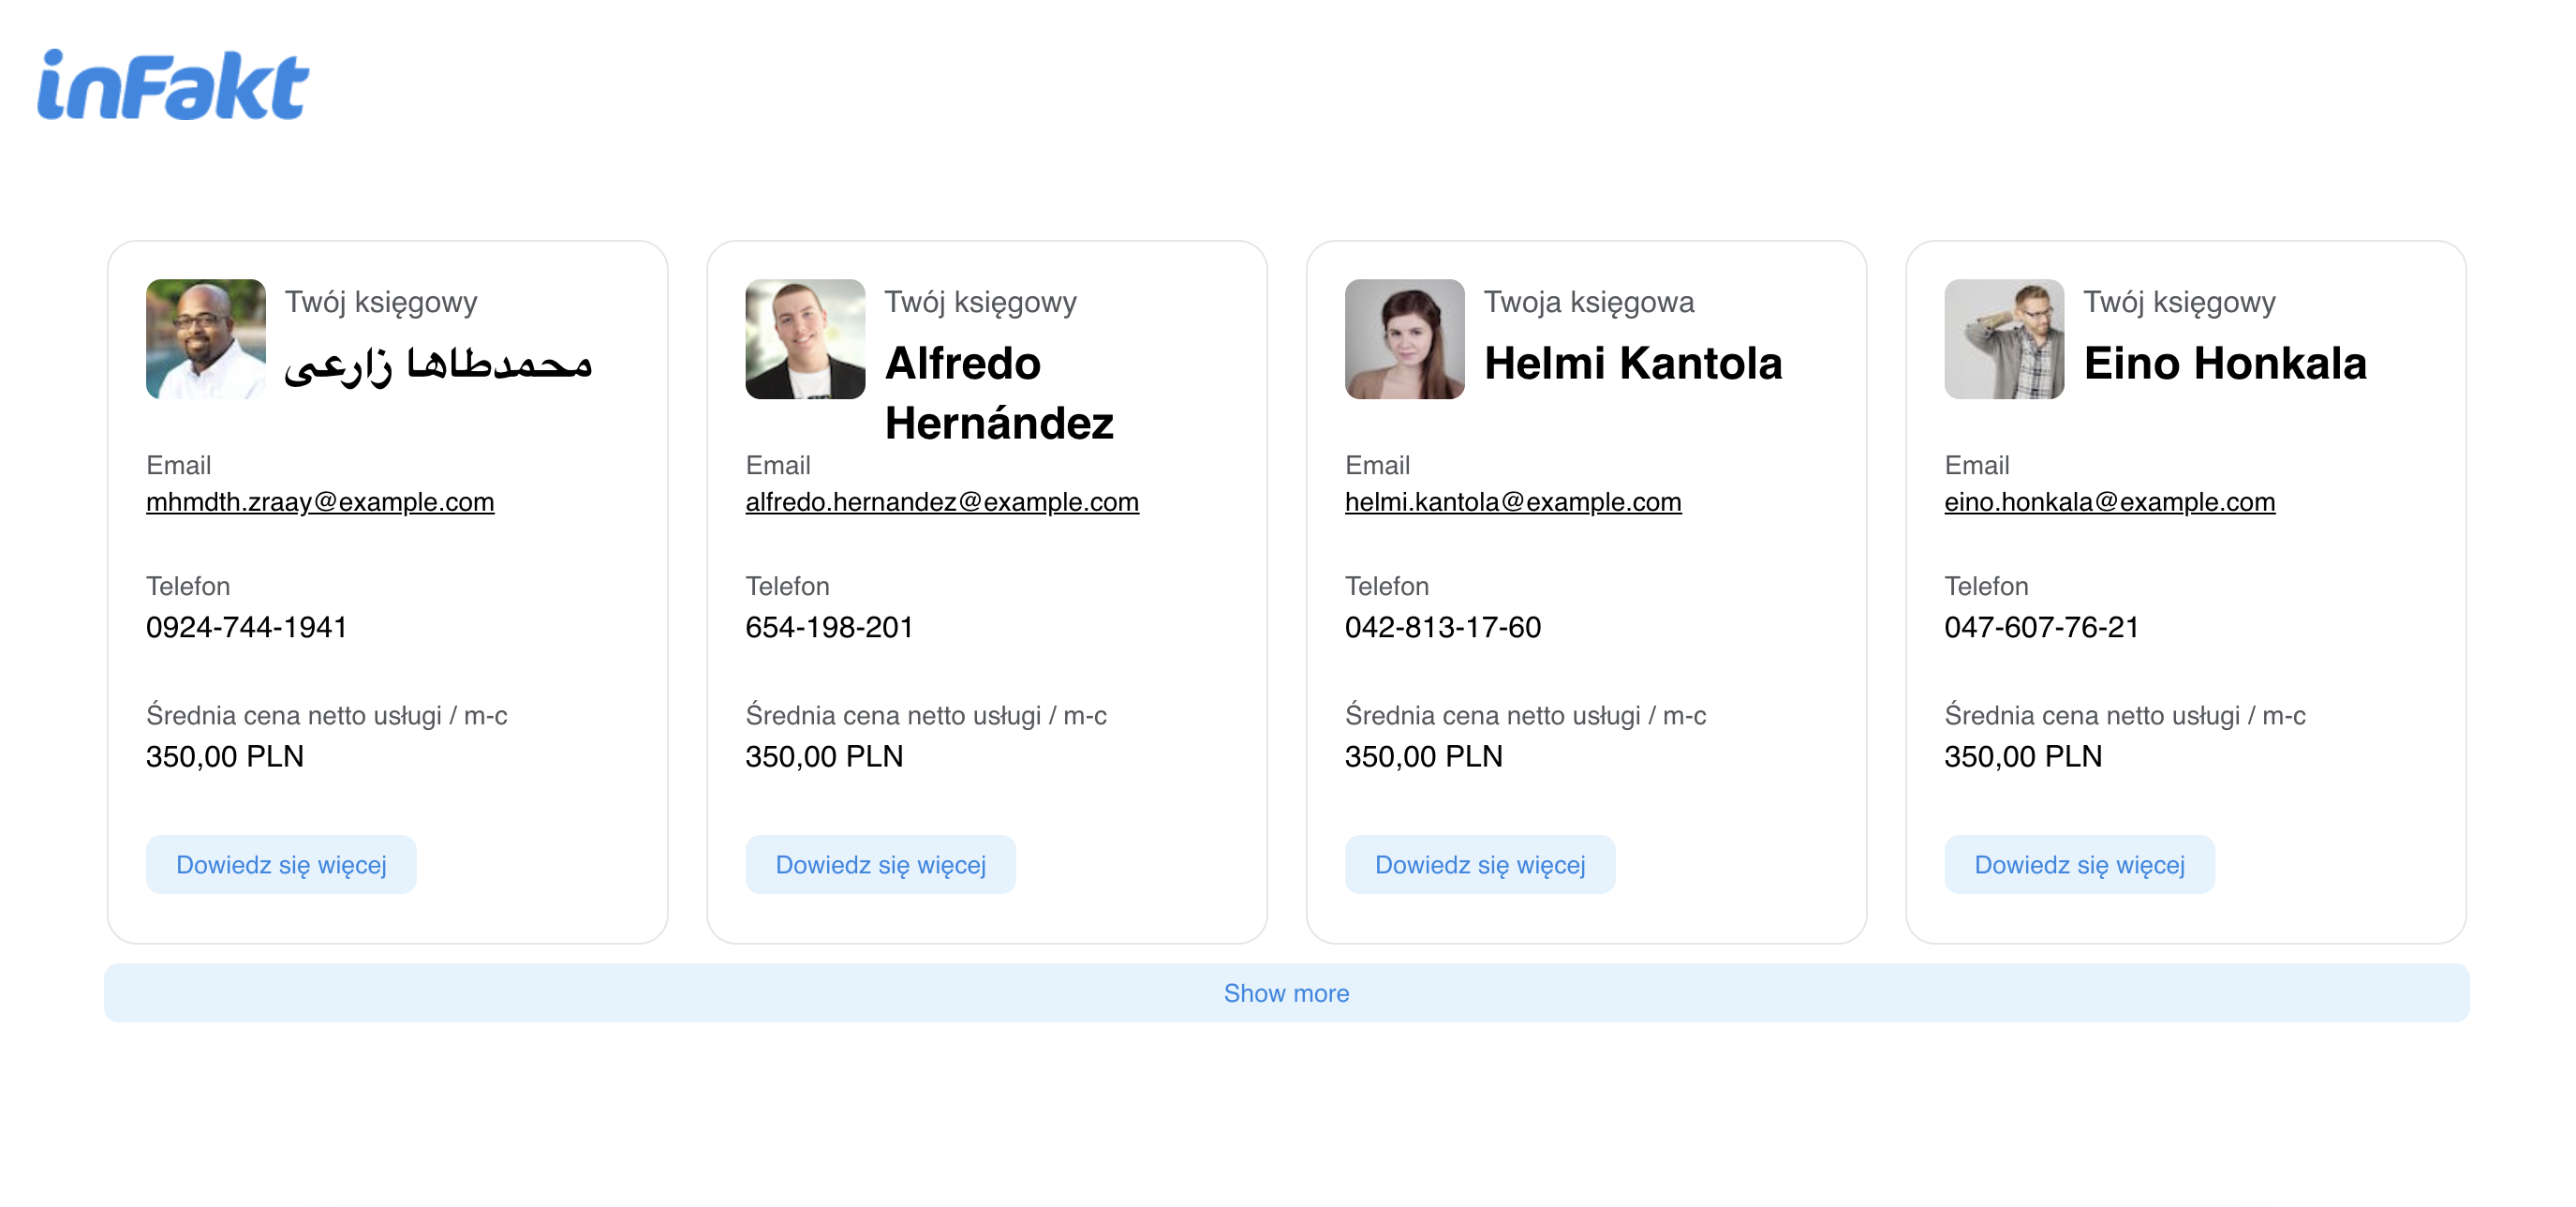 inFakt
Twój księgowy
محمدطاها زارعی
Email
mhmdth.zraay@example.com
Telefon
0924-744-1941
Średnia cena netto usługi / m-c
350,00 PLN
Dowiedz się więcej
Twój księgowy
Alfredo
Hernández
Email
alfredo.hernandez@example.com
Telefon
654-198-201
Średnia cena netto usługi / m-c
350,00 PLN
Dowiedz się więcej
Twoja księgowa
Helmi Kantola
Email
helmi.kantola@example.com
Telefon
042-813-17-60
Średnia cena netto usługi / m-c
350,00 PLN
Dowiedz się więcej
Twój księgowy
Eino Honkala
Email
eino.honkala@example.com
Telefon
047-607-76-21
Średnia cena netto usługi / m-c
350,00 PLN
Dowiedz się więcej
Show more